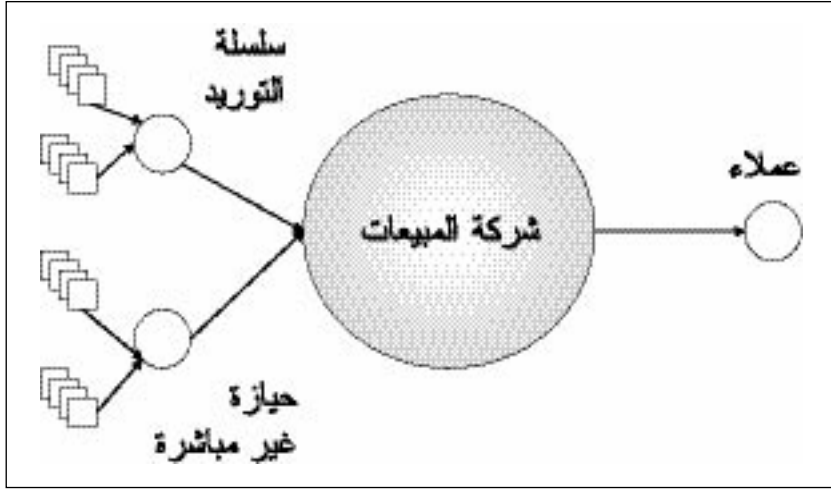 سلسلة
التوريد
عملاء
شركة المبيعات
حيازة
غير مباشرة